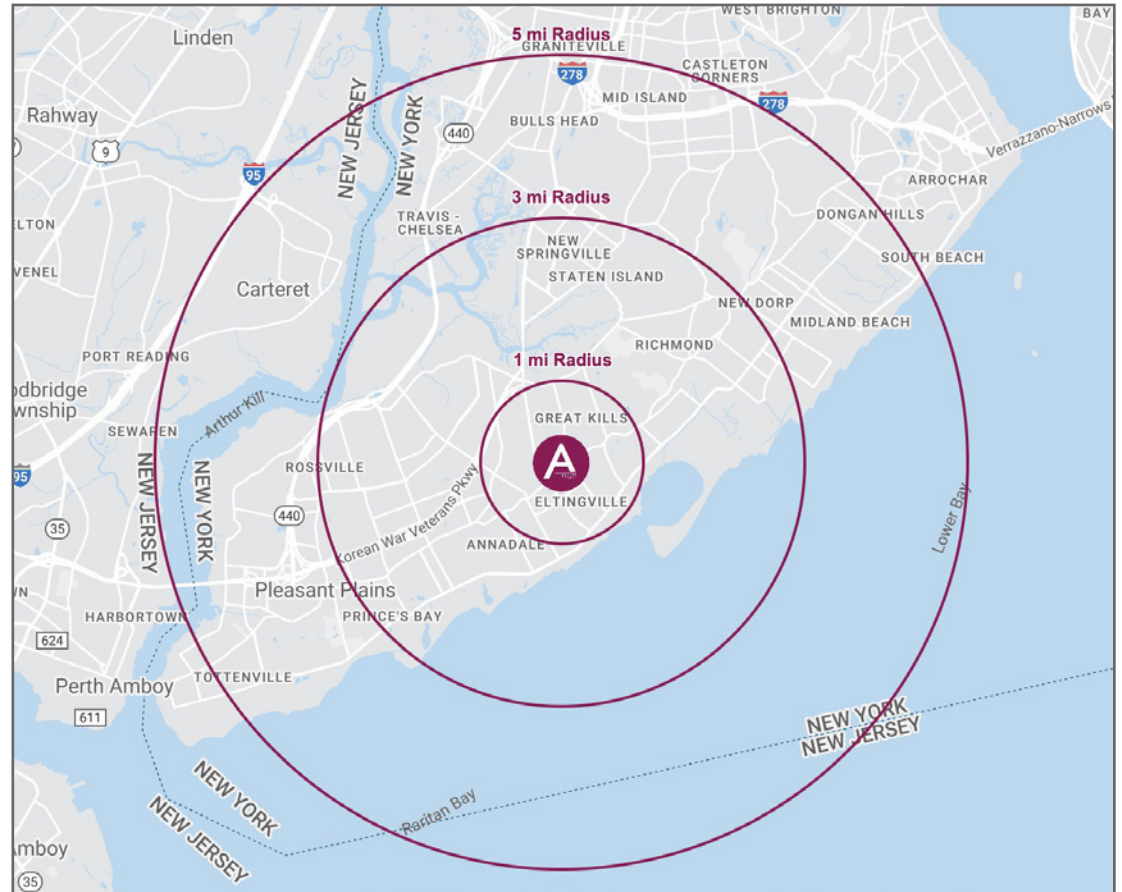 WEST BRIGHTON
BAY
Linden
5 mi Radius
GRANITEVILLE
278
CASTLETON
CORNERS
MID ISLAND
278
NEW JERSEY
NEW YORK
Rahway
440
BULLS HEAD
Verrazzano-Narrows
9
95
ARROCHAR
3 mi Radius
TRAVIS -
CHELSEA
DONGAN HILLS
ELTON
NEW
SPRINGVILLE
SOUTH BEACH
VENEL
STATEN ISLAND
Carteret
NEW DORP
MIDLAND BEACH
RICHMOND
PORT READING
1 mi Radius
odbridge
wnship
Arthur Kill
GREAT KILLS
SEWAREN
A
95
ROSSVILLE
Korean War Veterans Pkwy
NEW JERSEY
NEW YORK
ELTINGVILLE
Lower Bay
440
35
ANNADALE
Pleasant Plains
WN
HARBORTOWN
PRINCE'S BAY
624
TOTTENVILLE
Perth Amboy
611
NEW YORK
NEW JERSEY
NEW YORK
NEW JERSEY
Raritan Bay
Amboy
35